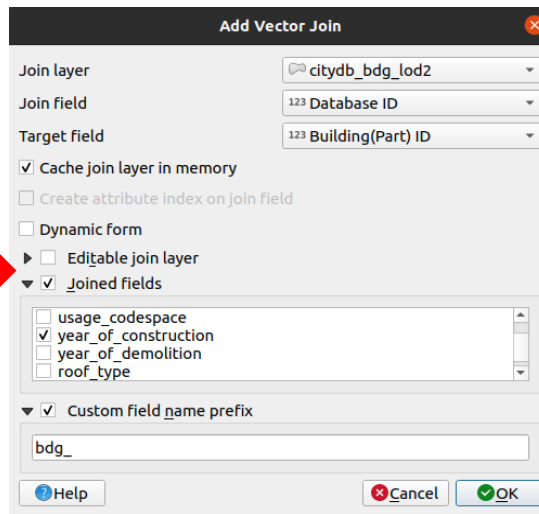 Add Vector Join
Join layer citydb_bdg_lod2
Join field 123 Database ID
Target field 123 Building(Part) ID
Cache join layer in memory
Create attribute index on join field
Dynamic form
Editable join layer
Joined fields
usage_codespace
year_of_construction
year_of_demolition
roof_type
Custom field name prefix
bdg_
Help Cancel OK